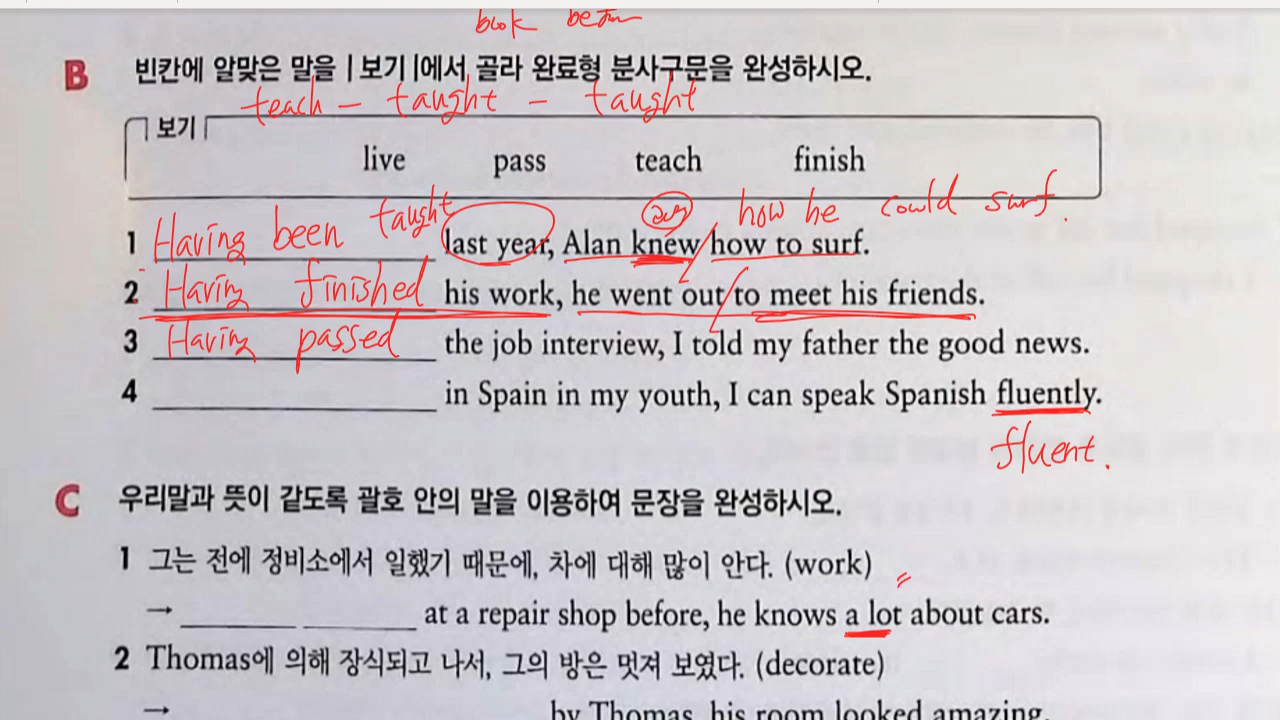 book
B 빈칸에 알맞은 말을 | 보기 |에서 골라 완료형 분사구문을 완성하시오.
teach - taught - taught
보기
live pass teach finish
how he could surf.
1 Having been taught last year, Alan knew how to surf.
2 Having finished his work, he went out to meet his friends.
3 Having passed the job interview, I told my father the good news.
4 in Spain in my youth, I can speak Spanish fluently.
fluent.
C 우리말과 뜻이 같도록 괄호 안의 말을 이용하여 문장을 완성하시오.
1 그는 전에 정비소에서 일했기 때문에, 차에 대해 많이 안다. (work)
→ at a repair shop before, he knows a lot about cars.
2 Thomas에 의해 장식되고 나서, 그의 방은 멋져 보였다. (decorate)
→ by Thomas, his room looked amazing.